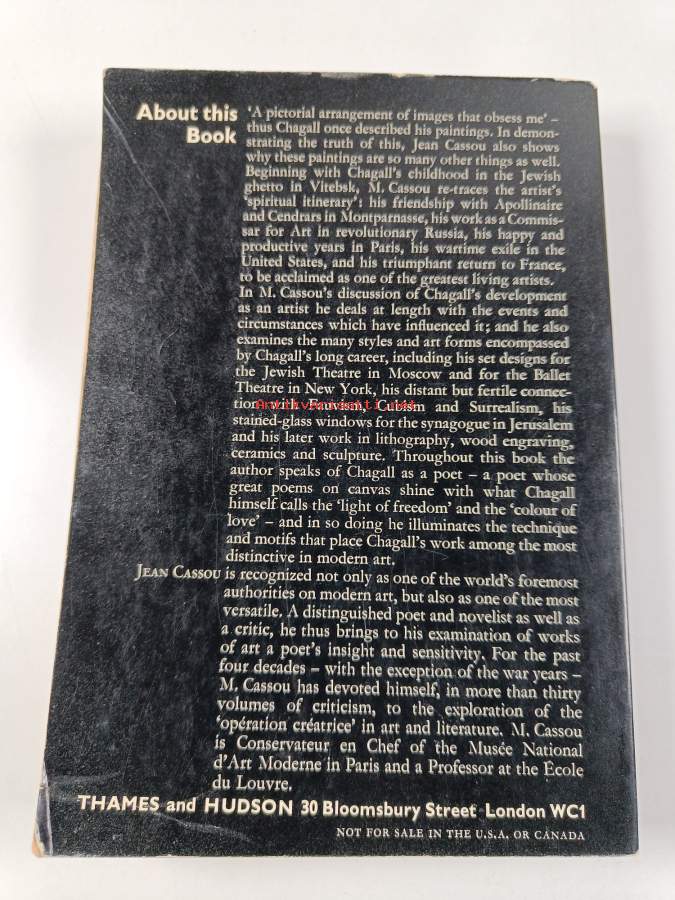 About this
Book
'A pictorial arrangement of images that obsess me' –
thus Chagall once described his paintings. In demon-
strating the truth of this, Jean Cassou also shows
why these paintings are so many other things as well.
Beginning with Chagall's childhood in the Jewish
ghetto in Vitebsk, M. Cassou re-traces the artist's
'spiritual itinerary': his friendship with Apollinaire
and Cendrars in Montparnasse, his work as a Commis-
sar for Art in revolutionary Russia, his happy and
productive years in Paris, his wartime exile in the
United States, and his triumphant return to France,
to be acclaimed as one of the greatest living artists.
In M. Cassou's discussion of Chagall's development
as an artist he deals at length with the events and
circumstances which have influenced it; and he also
examines the many styles and art forms encompassed
by Chagall's long career, including his set designs for
the Jewish Theatre in Moscow and for the Ballet
Theatre in New York, his distant but fertile connec-
tion with Fauvism, Cubism and Surrealism, his
stained-glass windows for the synagogue in Jerusalem
and his later work in lithography, wood engraving,
ceramics and sculpture. Throughout this book the
author speaks of Chagall as a poet – a poet whose
great poems on canvas shine with what Chagall
himself calls the 'light of freedom' and the 'colour of
love' – and in so doing he illuminates the technique
and motifs that place Chagall's work among the most
distinctive in modern art.
JEAN CASSOU is recognized not only as one of the world's foremost
authorities on modern art, but also as one of the most
versatile. A distinguished poet and novelist as well as
a critic, he thus brings to his examination of works
of art a poet's insight and sensitivity. For the past
four decades – with the exception of the war years –
M. Cassou has devoted himself, in more than thirty
volumes of criticism, to the exploration of the
'opération créatrice' in art and literature. M. Cassou
is Conservateur en Chef of the Musée National
d'Art Moderne in Paris and a Professor at the École
du Louvre.
THAMES and HUDSON 30 Bloomsbury Street London WC1
NOT FOR SALE IN THE U.S.A. OR CANADA